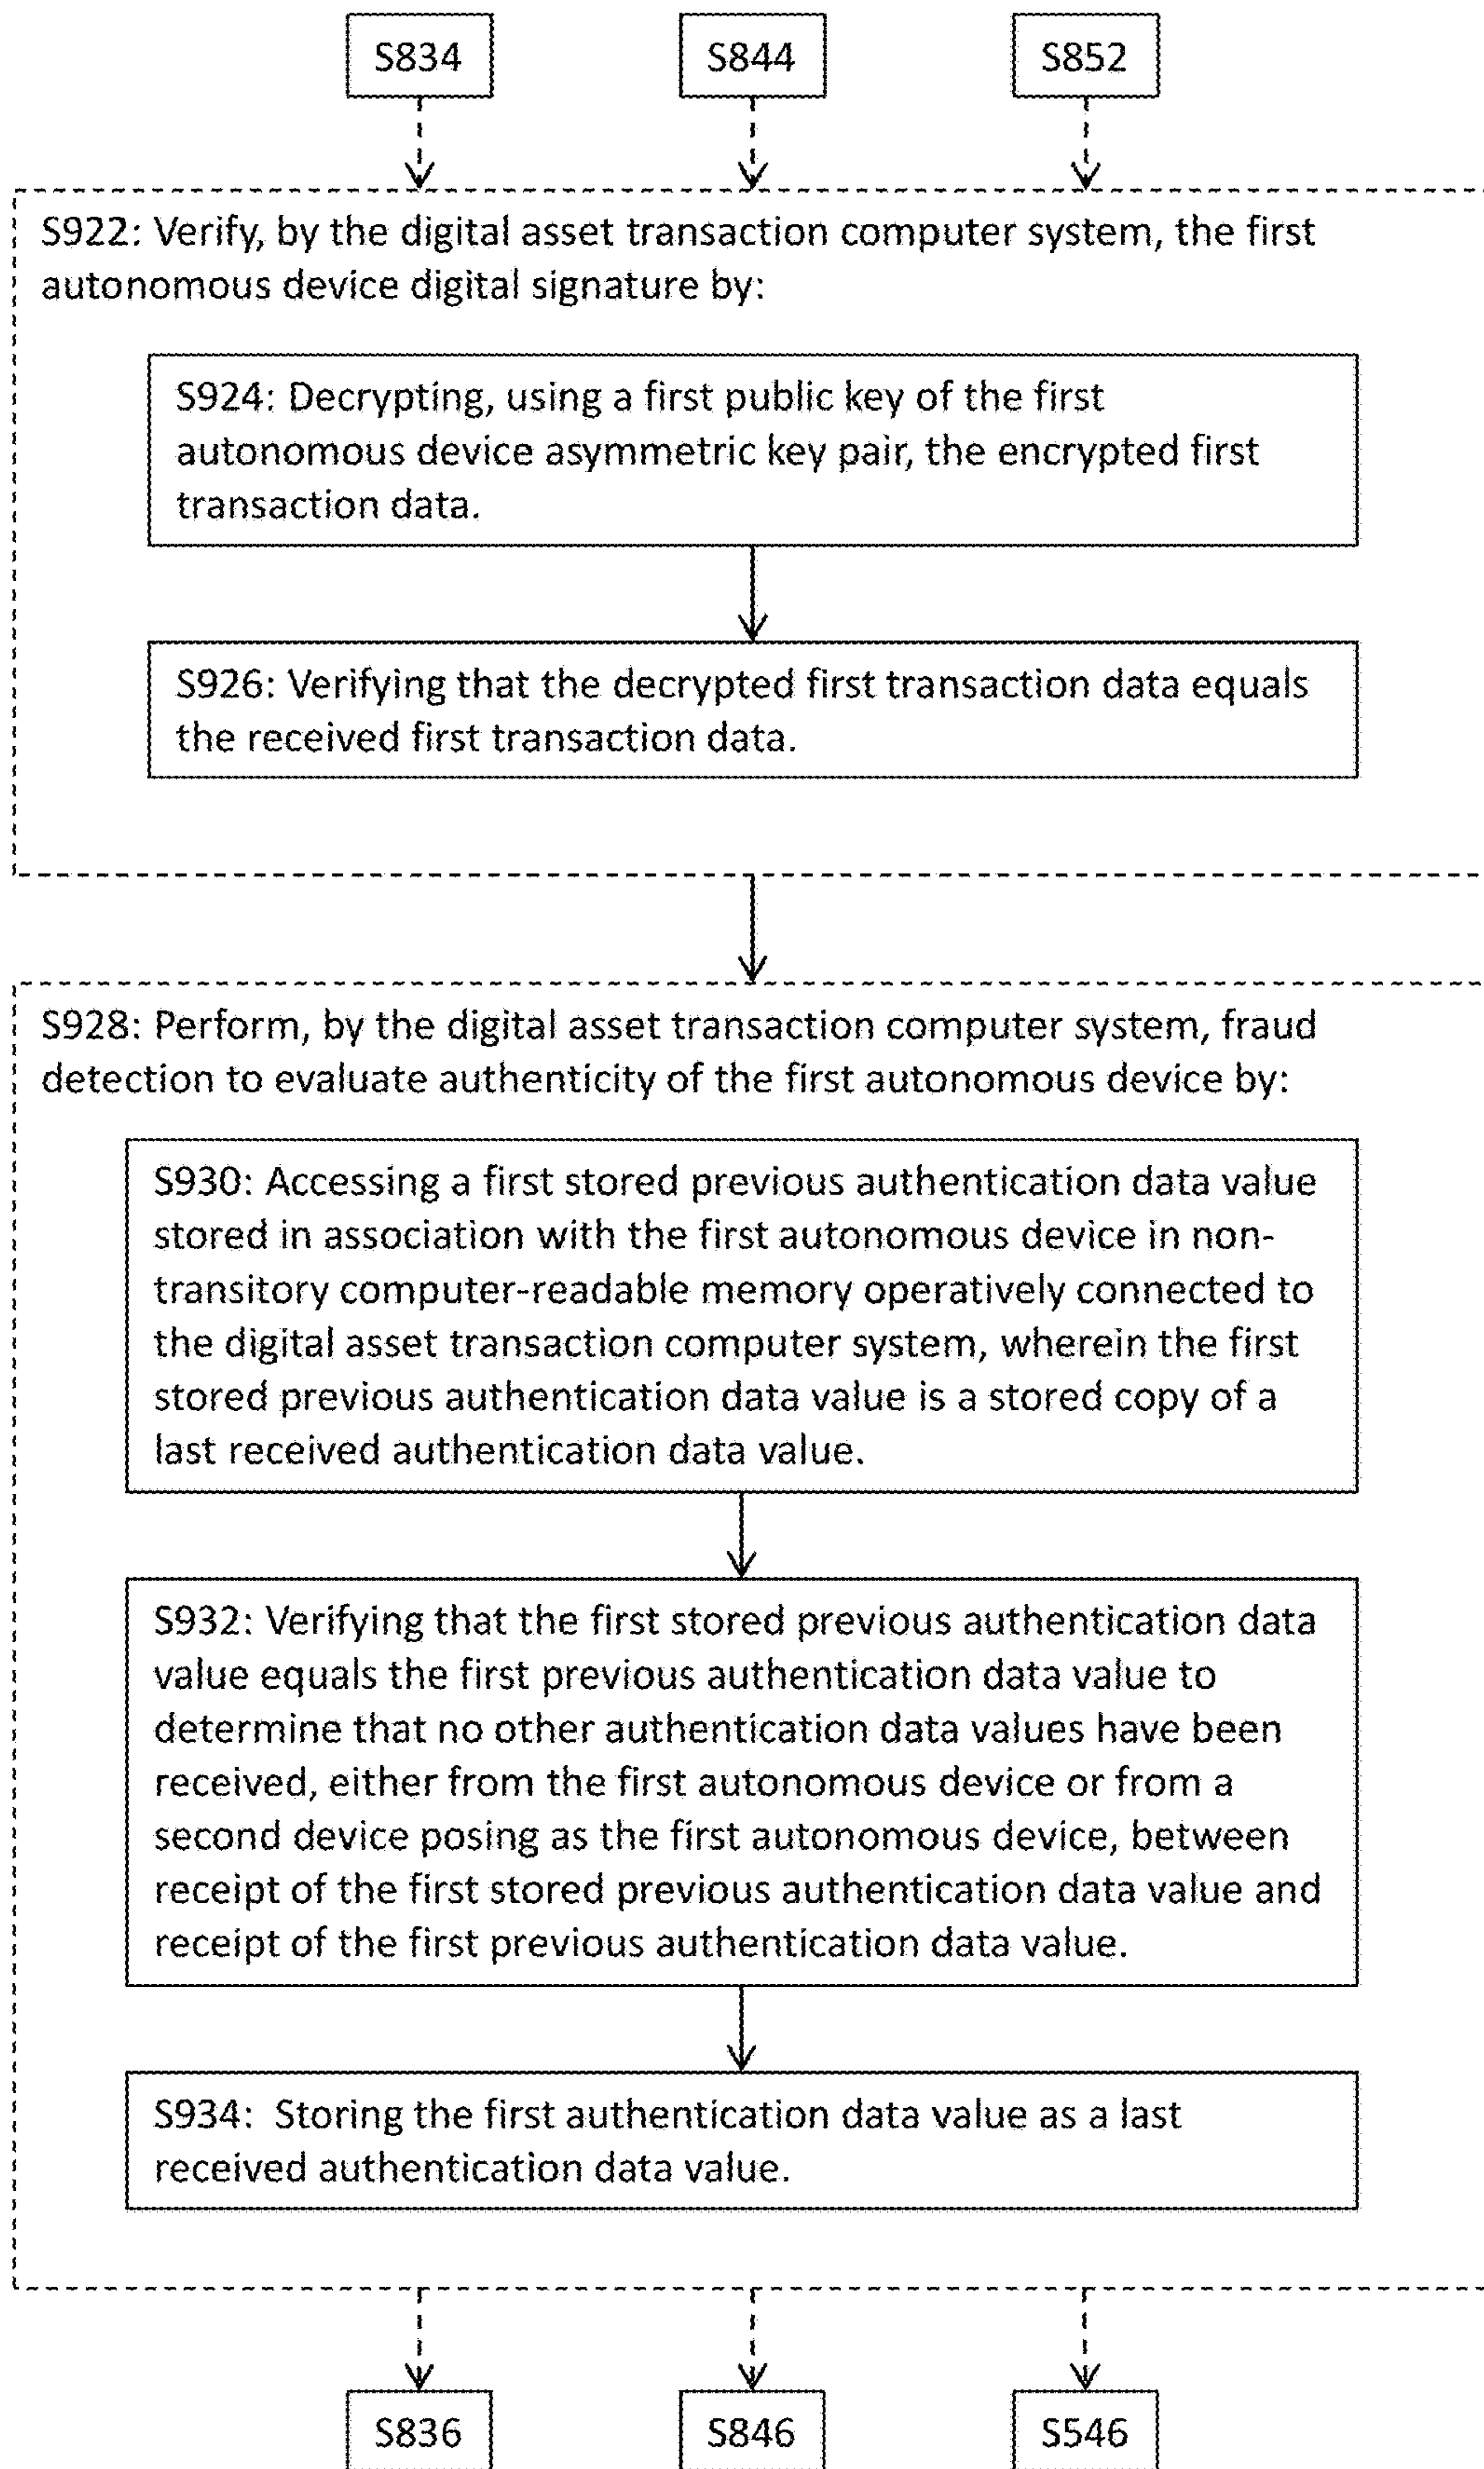 S834 S844 S852
S922: Verify, by the digital asset transaction computer system, the first
autonomous device digital signature by:
S924: Decrypting, using a first public key of the first
autonomous device asymmetric key pair, the encrypted first
transaction data.
S926: Verifying that the decrypted first transaction data equals
the received first transaction data.
S928: Perform, by the digital asset transaction computer system, fraud
detection to evaluate authenticity of the first autonomous device by:
S930: Accessing a first stored previous authentication data value
stored in association with the first autonomous device in non-
transitory computer-readable memory operatively connected to
the digital asset transaction computer system, wherein the first
stored previous authentication data value is a stored copy of a
last received authentication data value.
S932: Verifying that the first stored previous authentication data
value equals the first previous authentication data value to
determine that no other authentication data values have been
received, either from the first autonomous device or from a
second device posing as the first autonomous device, between
receipt of the first stored previous authentication data value and
receipt of the first previous authentication data value.
S934: Storing the first authentication data value as a last
received authentication data value.
S836 S846 S546